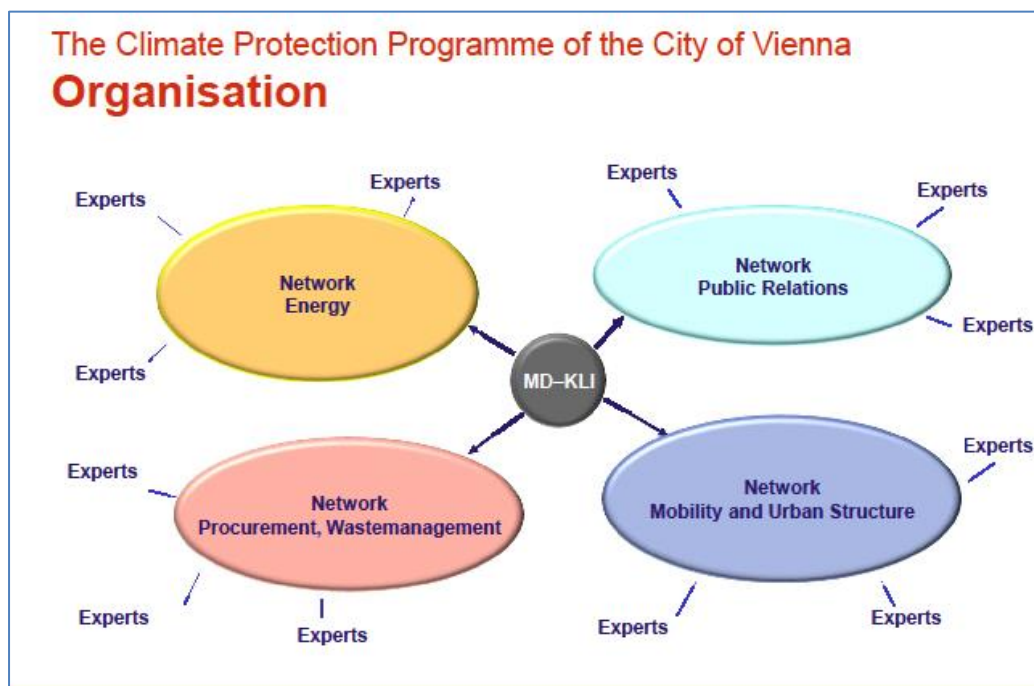 The Climate Protection Programme of the City of Vienna
Organisation
Experts
Experts
Experts
Experts
Network
Energy
Network
Public Relations
Experts
Experts
MD–KLI
Experts
Experts
Network
Procurement, Wastemanagement
Network
Mobility and Urban Structure
Experts
Experts
Experts
Experts